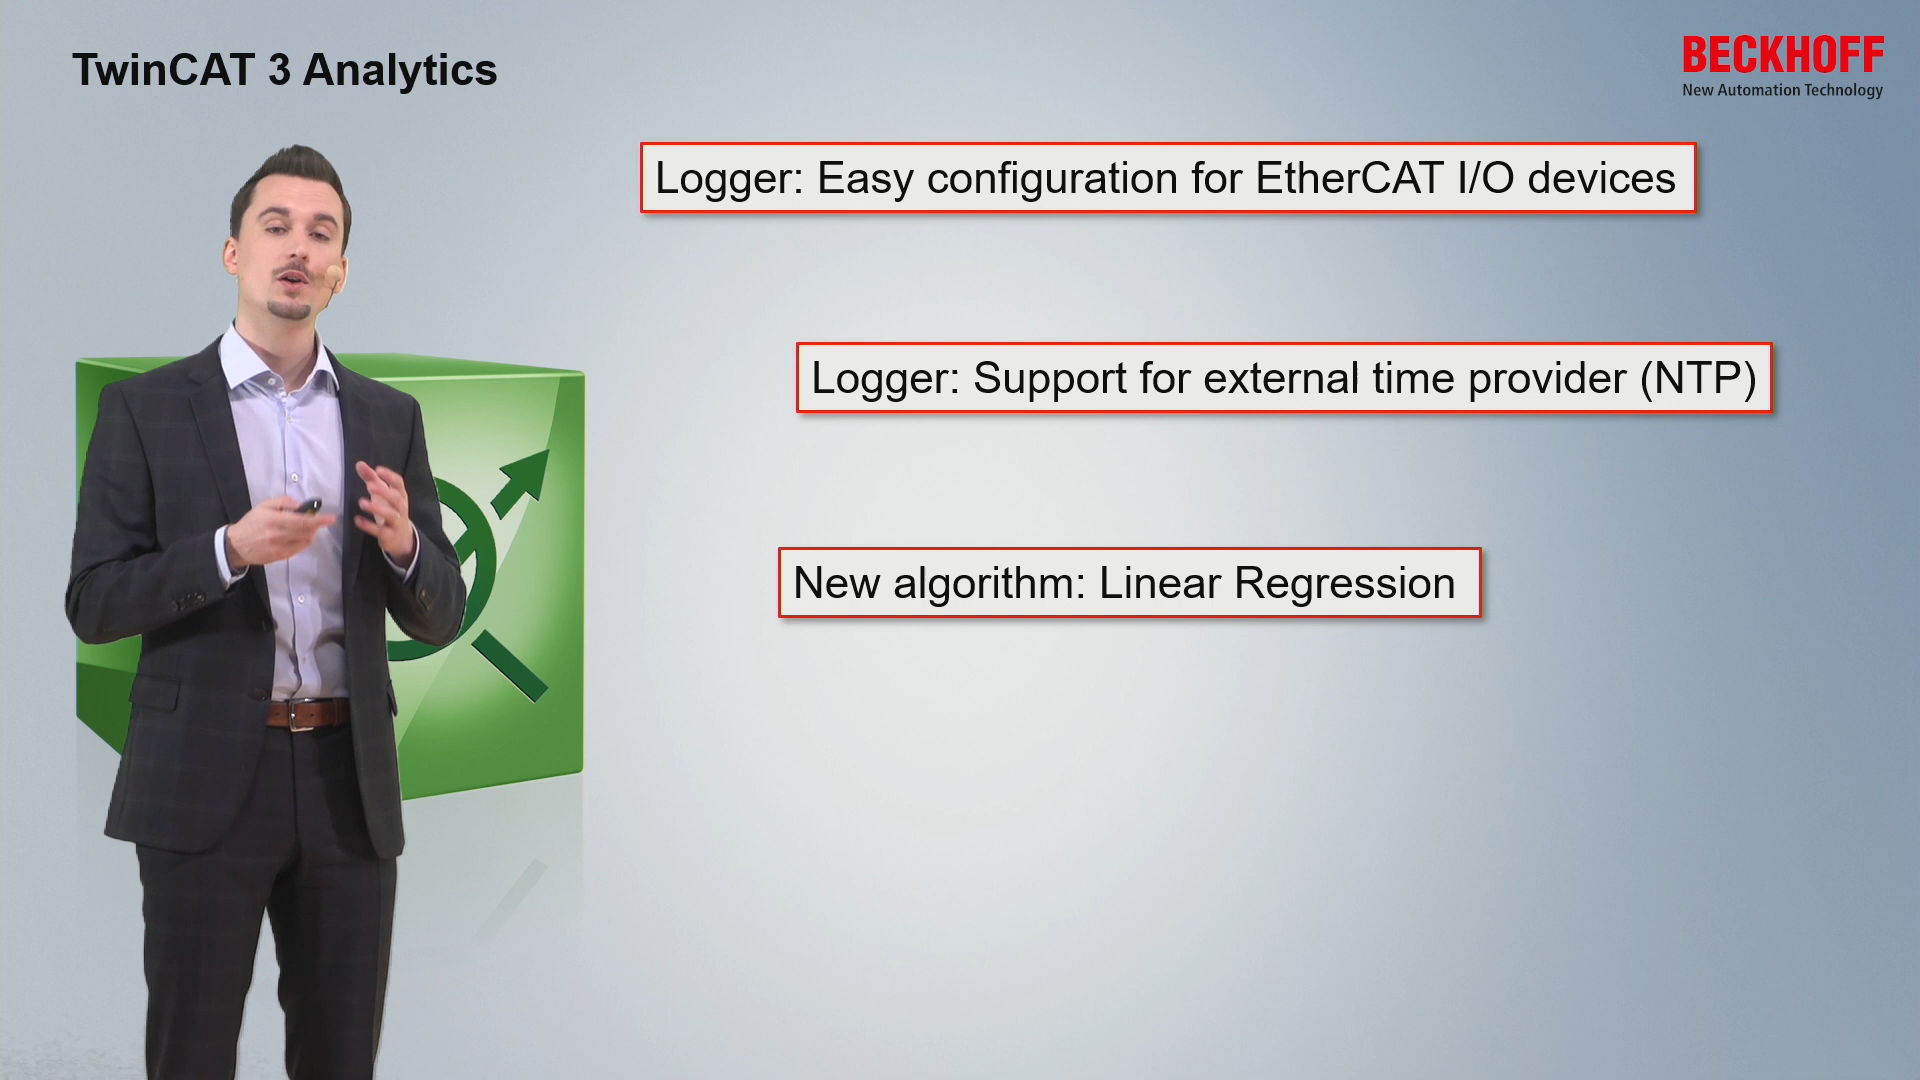 TwinCAT 3 Analytics
BECKHOFF
New Automation Technology
Logger: Easy configuration for EtherCAT I/O devices
Logger: Support for external time provider (NTP)
New algorithm: Linear Regression